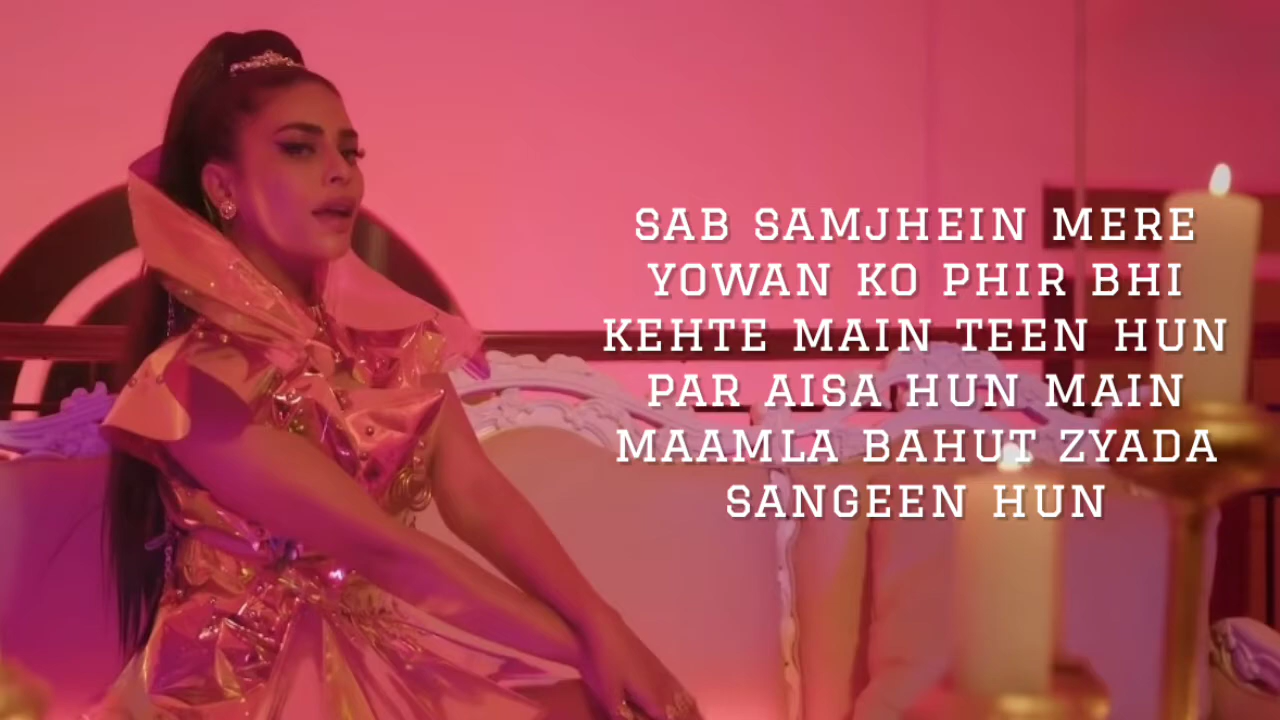 SAB SAMJHEIN MERE
YOWAN KO PHIR BHI
KEHTE MAIN TEEN HUN
PAR AISA HUN MAIN
MAAMLA BAHUT ZYADA
SANGEEN HUN